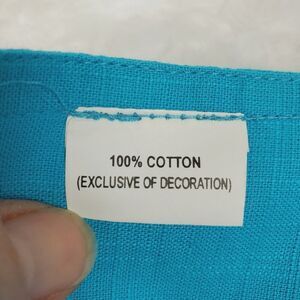 100% COTTON
(EXCLUSIVE OF DECORATION)